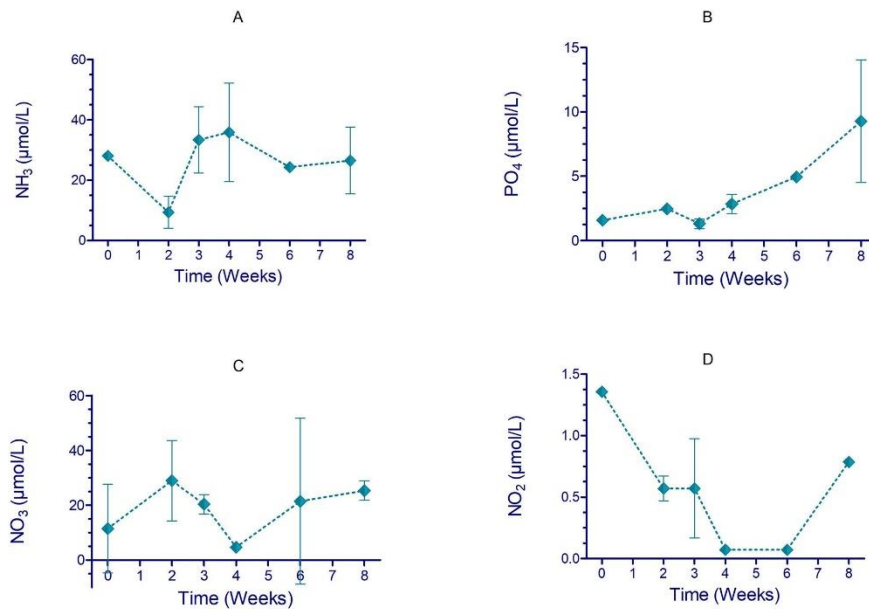 A
NH₃ (µmol/L)
60
40
20
0
0 1 2 3 4 5 6 7 8
Time (Weeks)
B
PO₄ (µmol/L)
15
10
5
0
0 1 2 3 4 5 6 7 8
Time (Weeks)
C
NO₃ (µmol/L)
60
40
20
0
0 1 2 3 4 5 6 7 8
Time (Weeks)
D
NO₂ (µmol/L)
1.5
1.0
0.5
0.0
0 1 2 3 4 5 6 7 8
Time (Weeks)